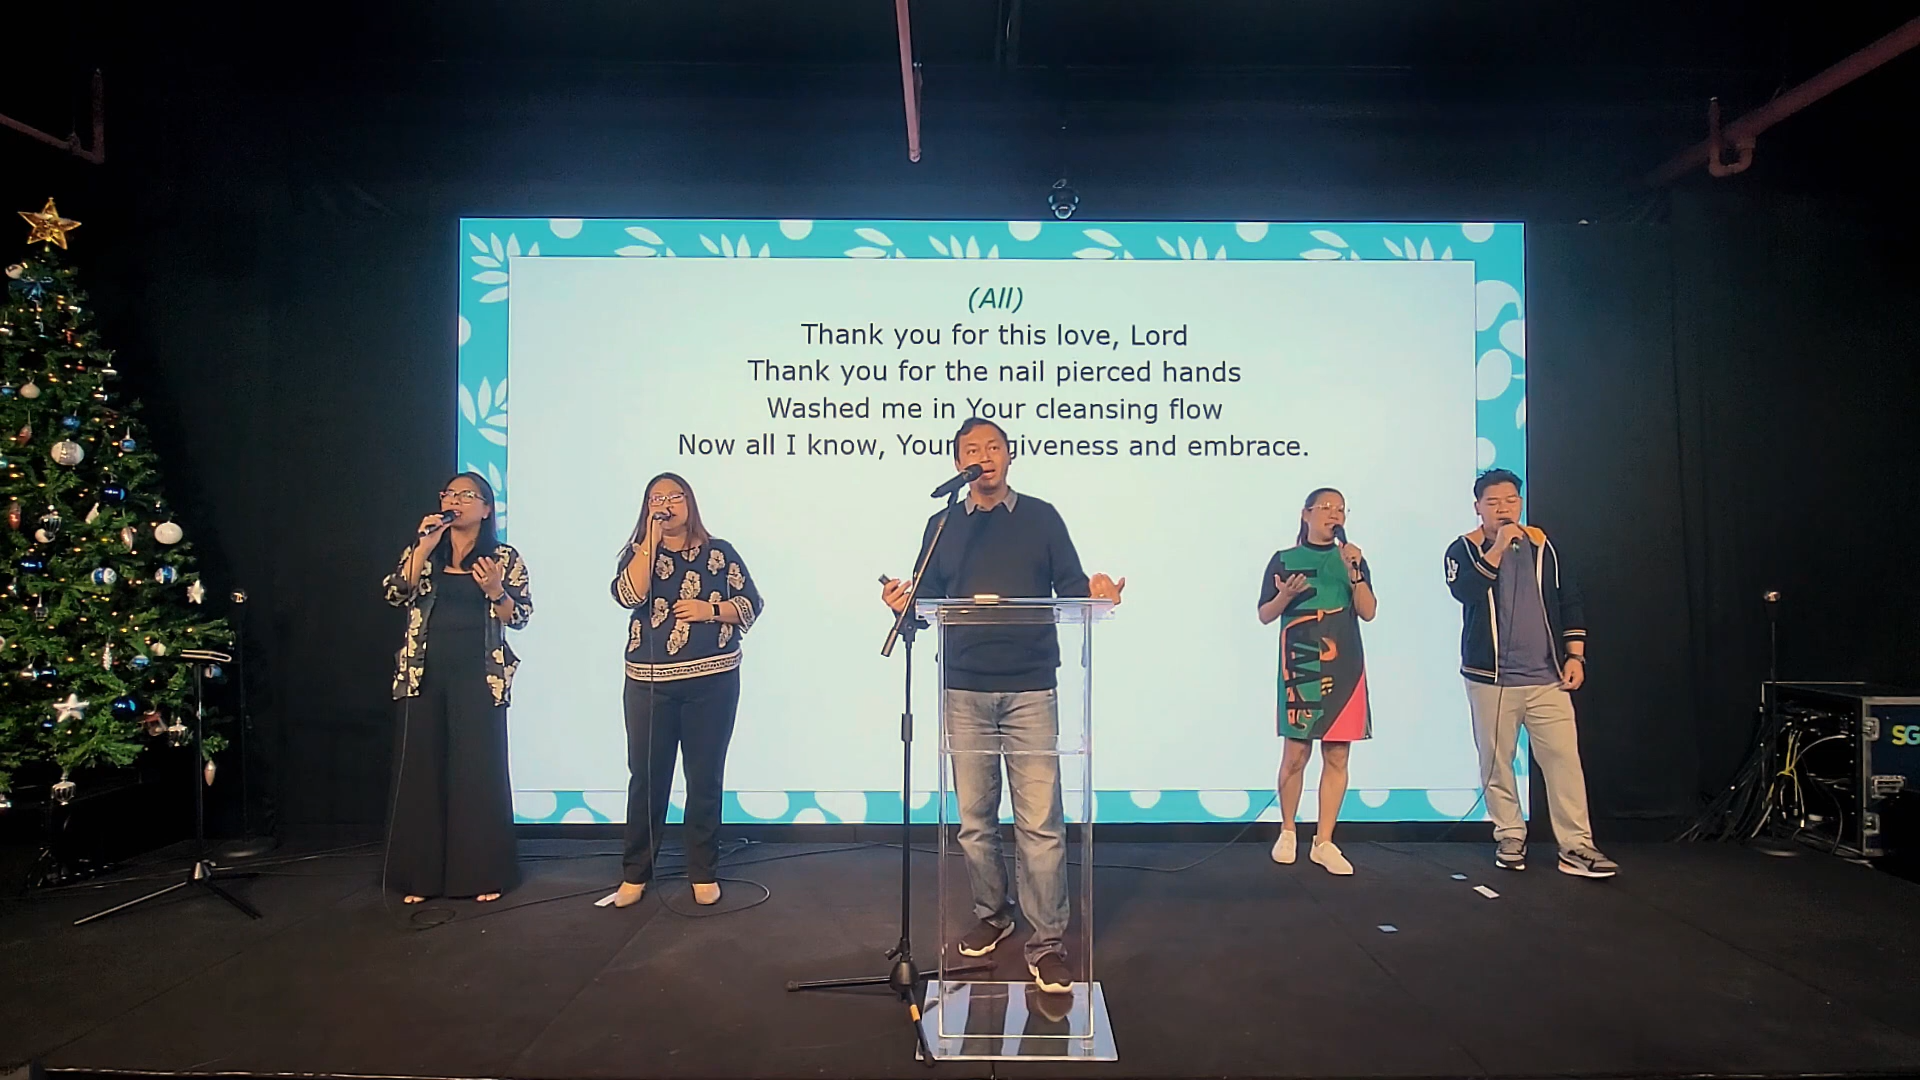 (All)
Thank you for this love, Lord
Thank you for the nail pierced hands
Washed me in Your cleansing flow
Now all I know, Your giveness and embrace.
SG